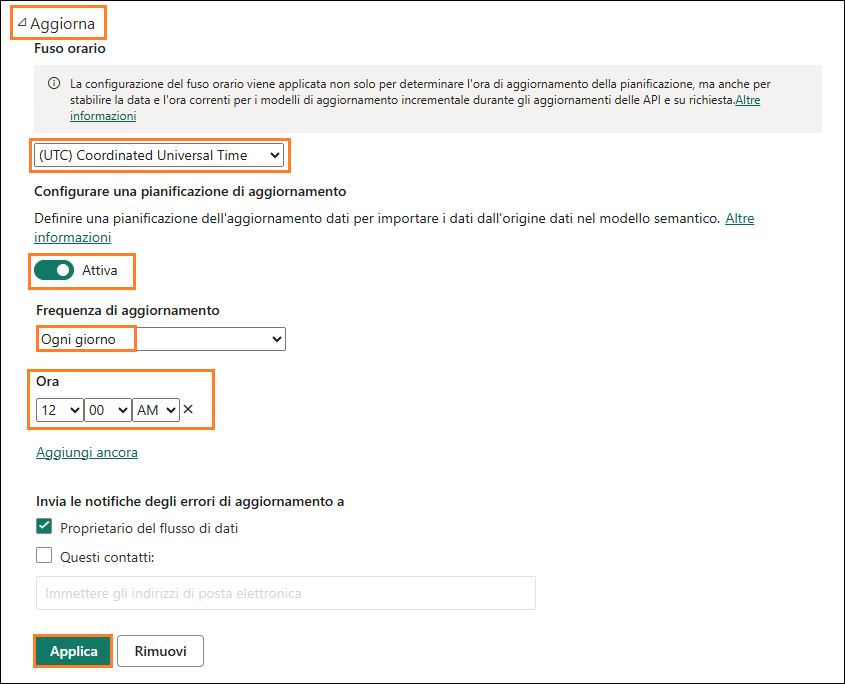 Aggiorna
Fuso orario
La configurazione del fuso orario viene applicata non solo per determinare l'ora di aggiornamento della pianificazione, ma anche per
stabilire la data e l'ora correnti per i modelli di aggiornamento incrementale durante gli aggiornamenti delle API e su richiesta.Altre
informazioni
(UTC) Coordinated Universal Time
Configurare una pianificazione di aggiornamento
Definire una pianificazione dell'aggiornamento dati per importare i dati dall'origine dati nel modello semantico. Altre
informazioni
Attiva
Frequenza di aggiornamento
Ogni giorno
Ora
12 00 AM
Aggiungi ancora
Invia le notifiche degli errori di aggiornamento a
Proprietario del flusso di dati
Questi contatti:
Immettere gli indirizzi di posta elettronica
Applica Rimuovi